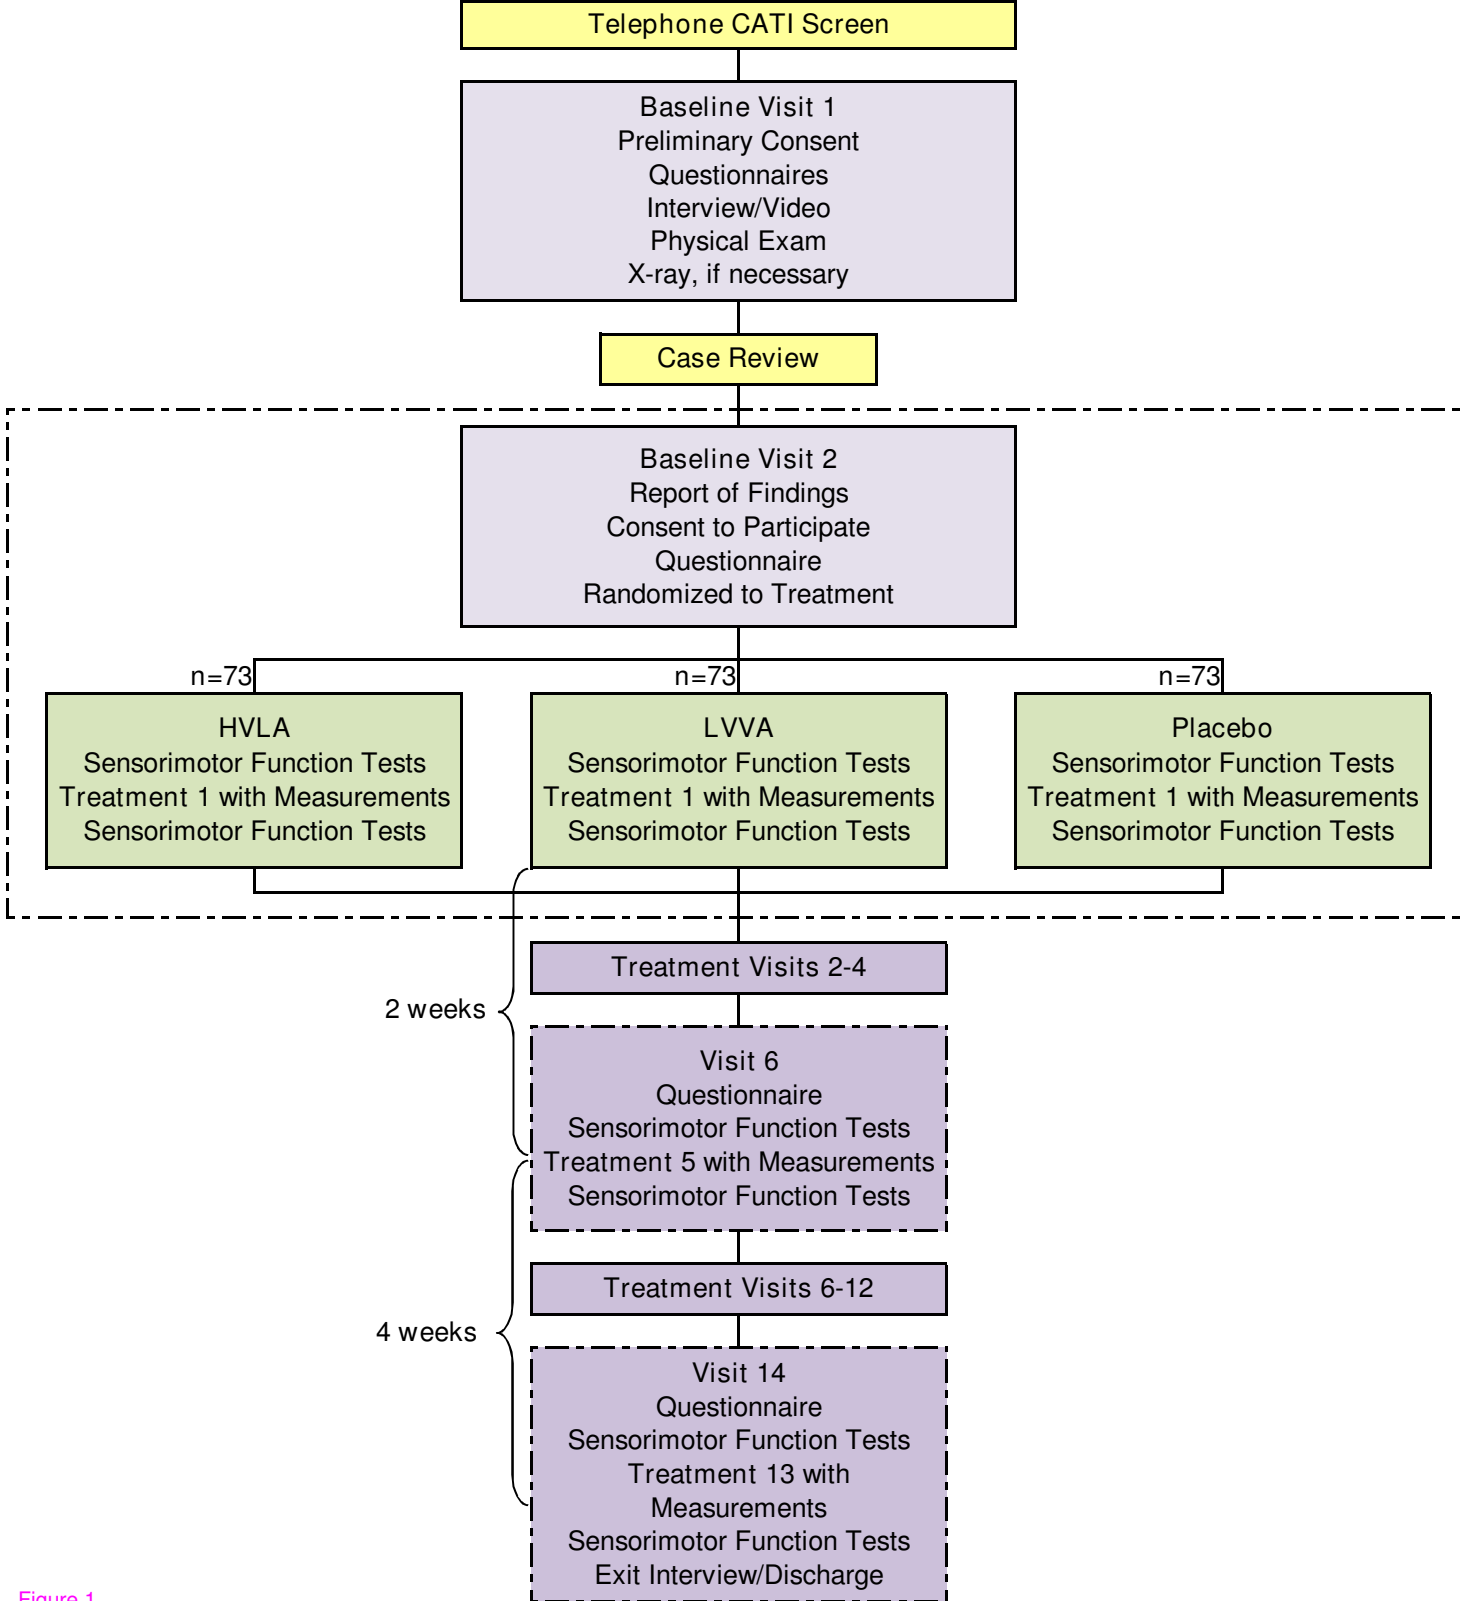 Telephone CATI Screen
Baseline Visit 1
Preliminary Consent
Questionnaires
Interview/Video
Physical Exam
X-ray, if necessary
Case Review
Baseline Visit 2
Report of Findings
Consent to Participate
Questionnaire
Randomized to Treatment
n=73
HVLA
Sensorimotor Function Tests
Treatment 1 with Measurements
Sensorimotor Function Tests
n=73
LVVA
Sensorimotor Function Tests
Treatment 1 with Measurements
Sensorimotor Function Tests
n=73
Placebo
Sensorimotor Function Tests
Treatment 1 with Measurements
Sensorimotor Function Tests
Treatment Visits 2-4
2 weeks
Visit 6
Questionnaire
Sensorimotor Function Tests
Treatment 5 with Measurements
Sensorimotor Function Tests
Treatment Visits 6-12
4 weeks
Visit 14
Questionnaire
Sensorimotor Function Tests
Treatment 13 with
Measurements
Sensorimotor Function Tests
Exit Interview/Discharge
Figure 1